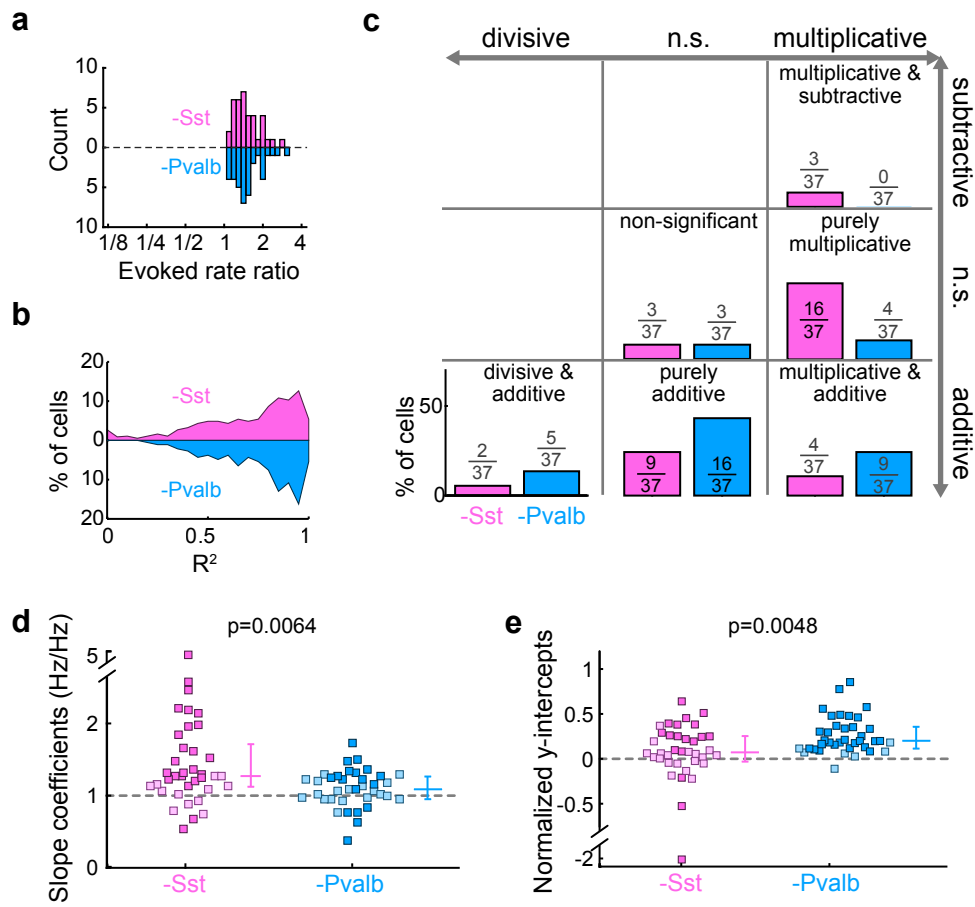 a
10
5
0
5
10
Count
-Sst
-Pvalb
1/8 1/4 1/2 1 2 4
Evoked rate ratio
b
20
10
0
10
20
% of cells
-Sst
-Pvalb
0 0.5 1
R²
c
divisive n.s. multiplicative
subtractive
n.s.
additive
multiplicative &
subtractive
3
37
0
37
non-significant
3
37
3
37
purely
multiplicative
16
37
4
37
divisive &
additive
50
0
% of cells
2
37
5
37
-Sst -Pvalb
purely
additive
9
37
16
37
multiplicative
& additive
4
37
9
37
d
p=0.0064
Slope coefficients (Hz/Hz)
5
2
1
0
-Sst -Pvalb
e
p=0.0048
Normalized y-intercepts
1
0.5
0
-0.5
-2
-Sst -Pvalb